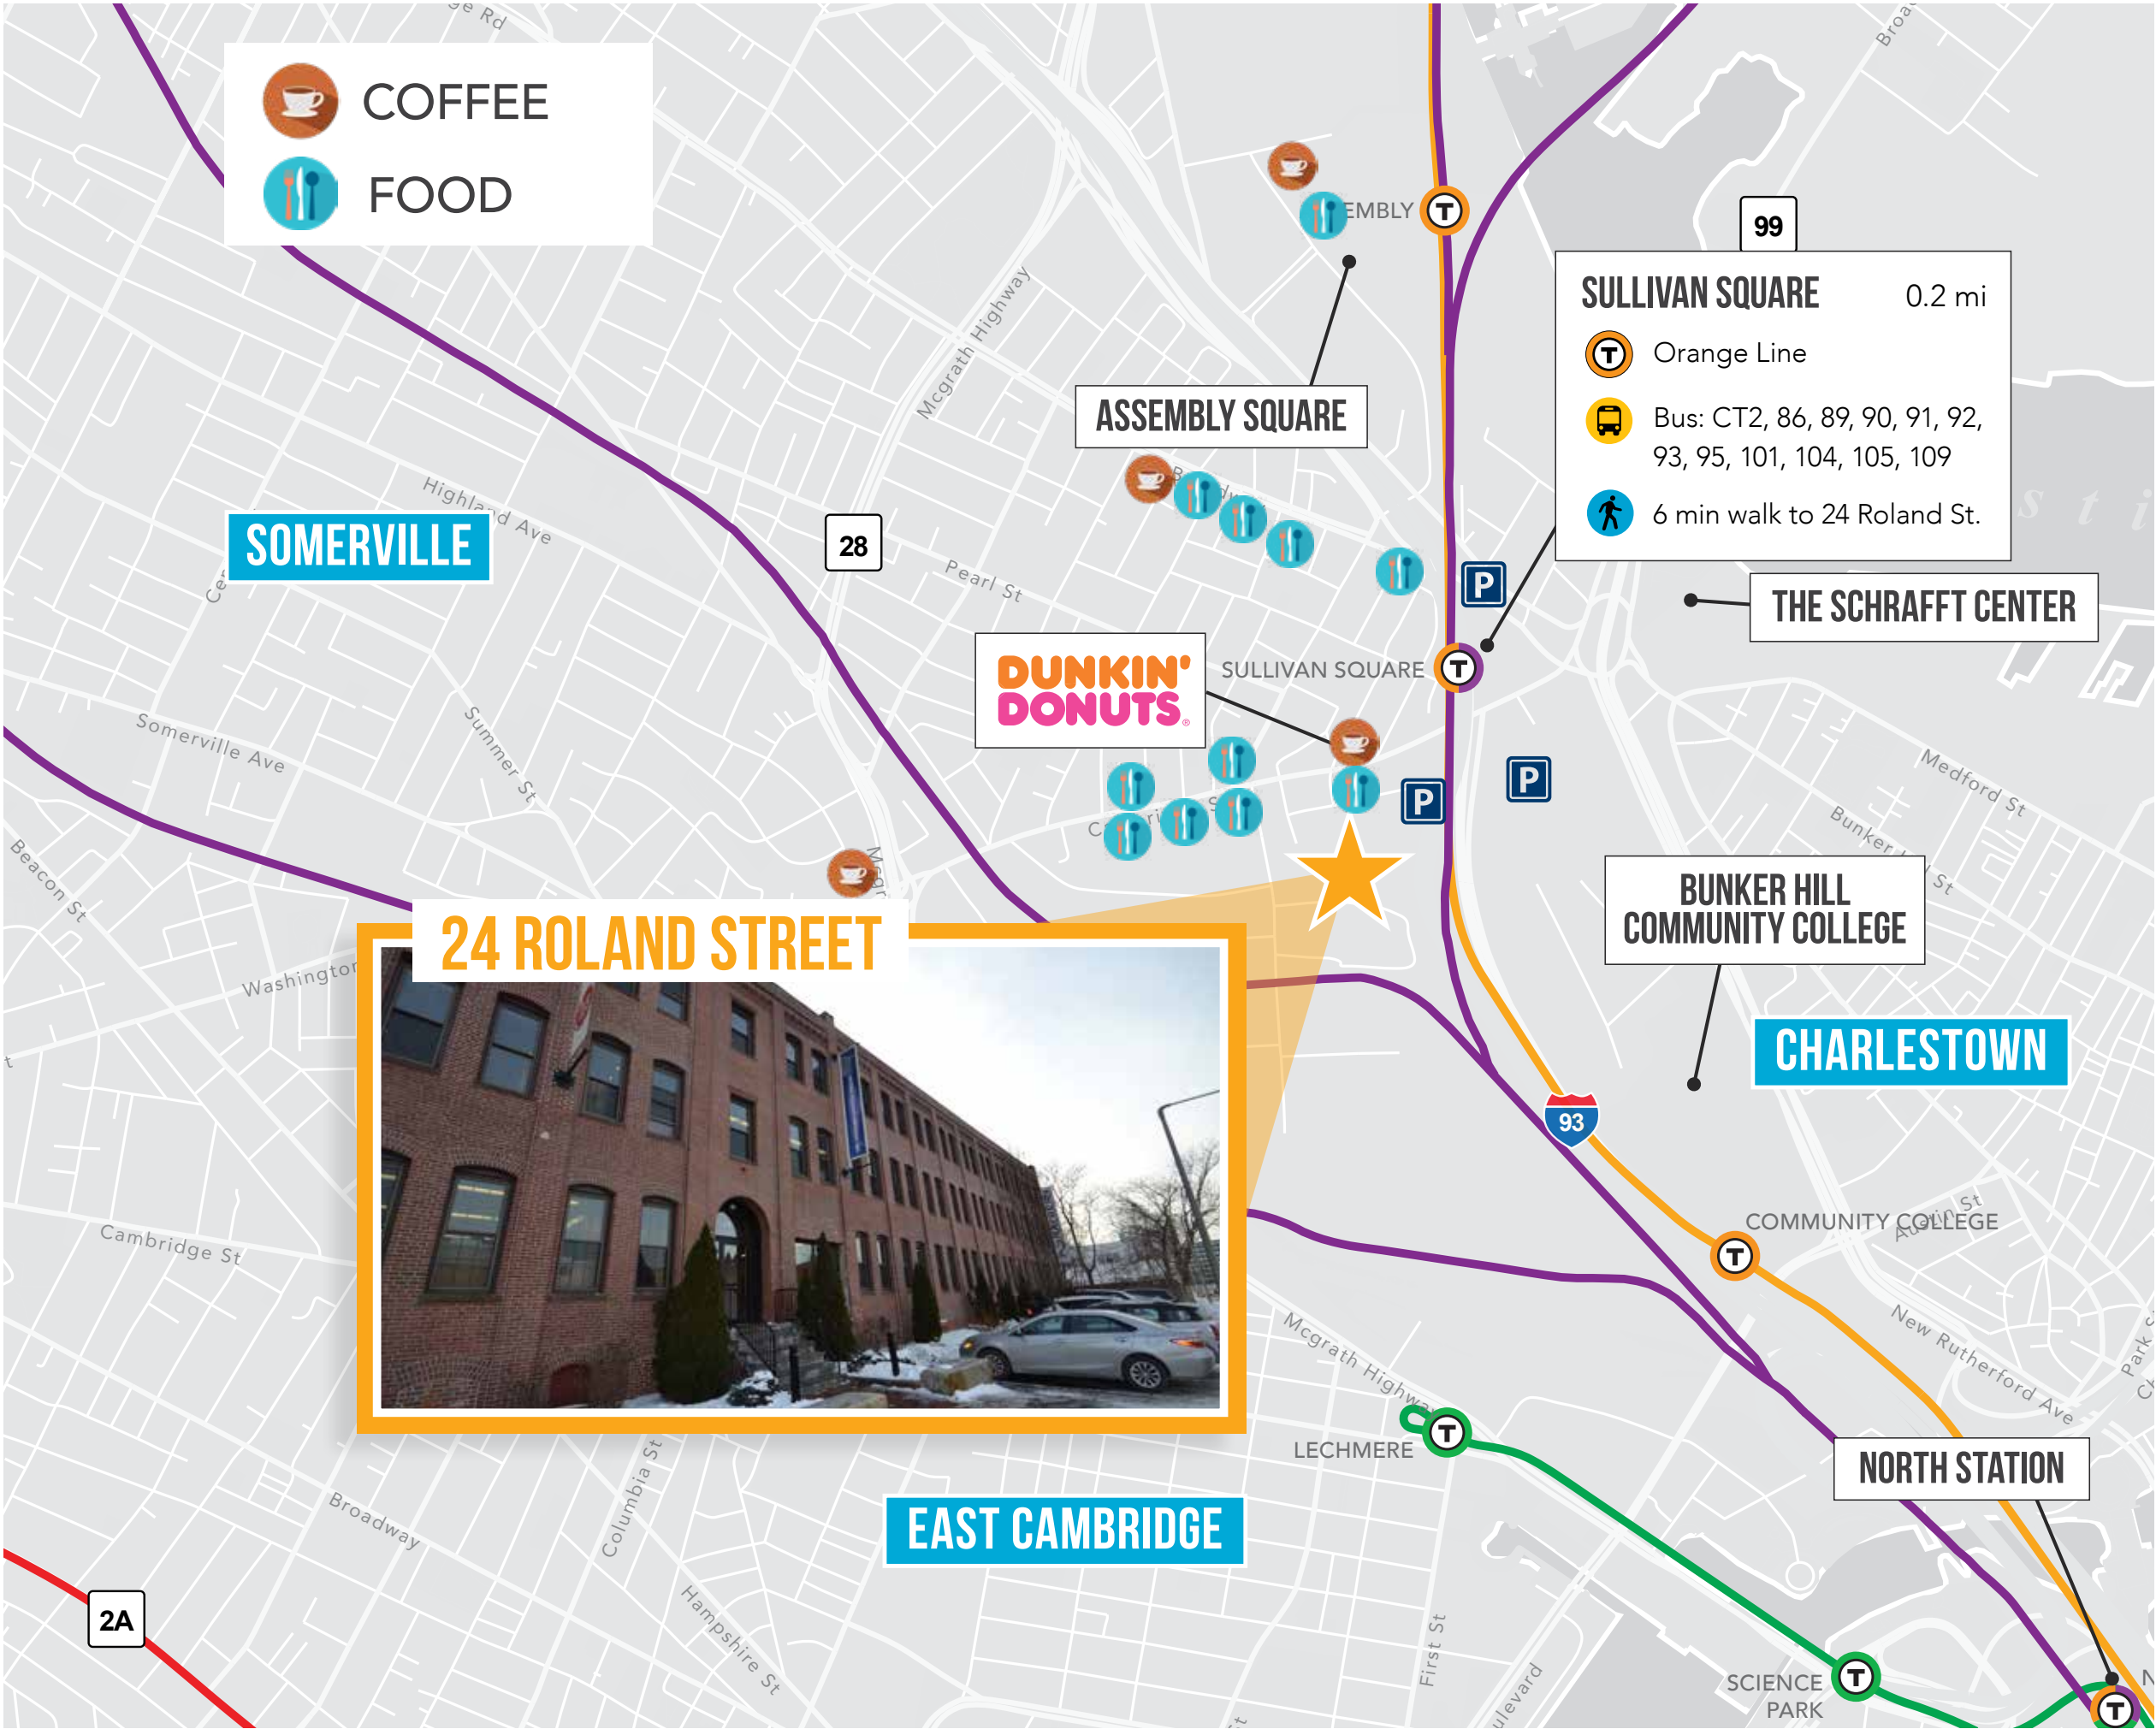 ge Rd
COFFEE
FOOD
EMBLY
T
99
SULLIVAN SQUARE 0.2 mi
T Orange Line
Bus: CT2, 86, 89, 90, 91, 92,
93, 95, 101, 104, 105, 109
6 min walk to 24 Roland St.
ASSEMBLY SQUARE
Mcgrath Highway
Highland Ave
SOMERVILLE
28
Pearl St
P
THE SCHRAFFT CENTER
DUNKIN'
DONUTS®
SULLIVAN SQUARE
T
Somerville Ave
Summer St
P
P
Medford St
Beacon St
BUNKER HILL
COMMUNITY COLLEGE
24 ROLAND STREET
Washington
CHARLESTOWN
93
COMMUNITY COLLEGE
T
Austin St
Cambridge St
Mcgrath Highway
New Rutherford Ave
LECHMERE
T
NORTH STATION
Broadway
Columbia St
EAST CAMBRIDGE
2A
Hampshire St
First St
SCIENCE
PARK
T
T